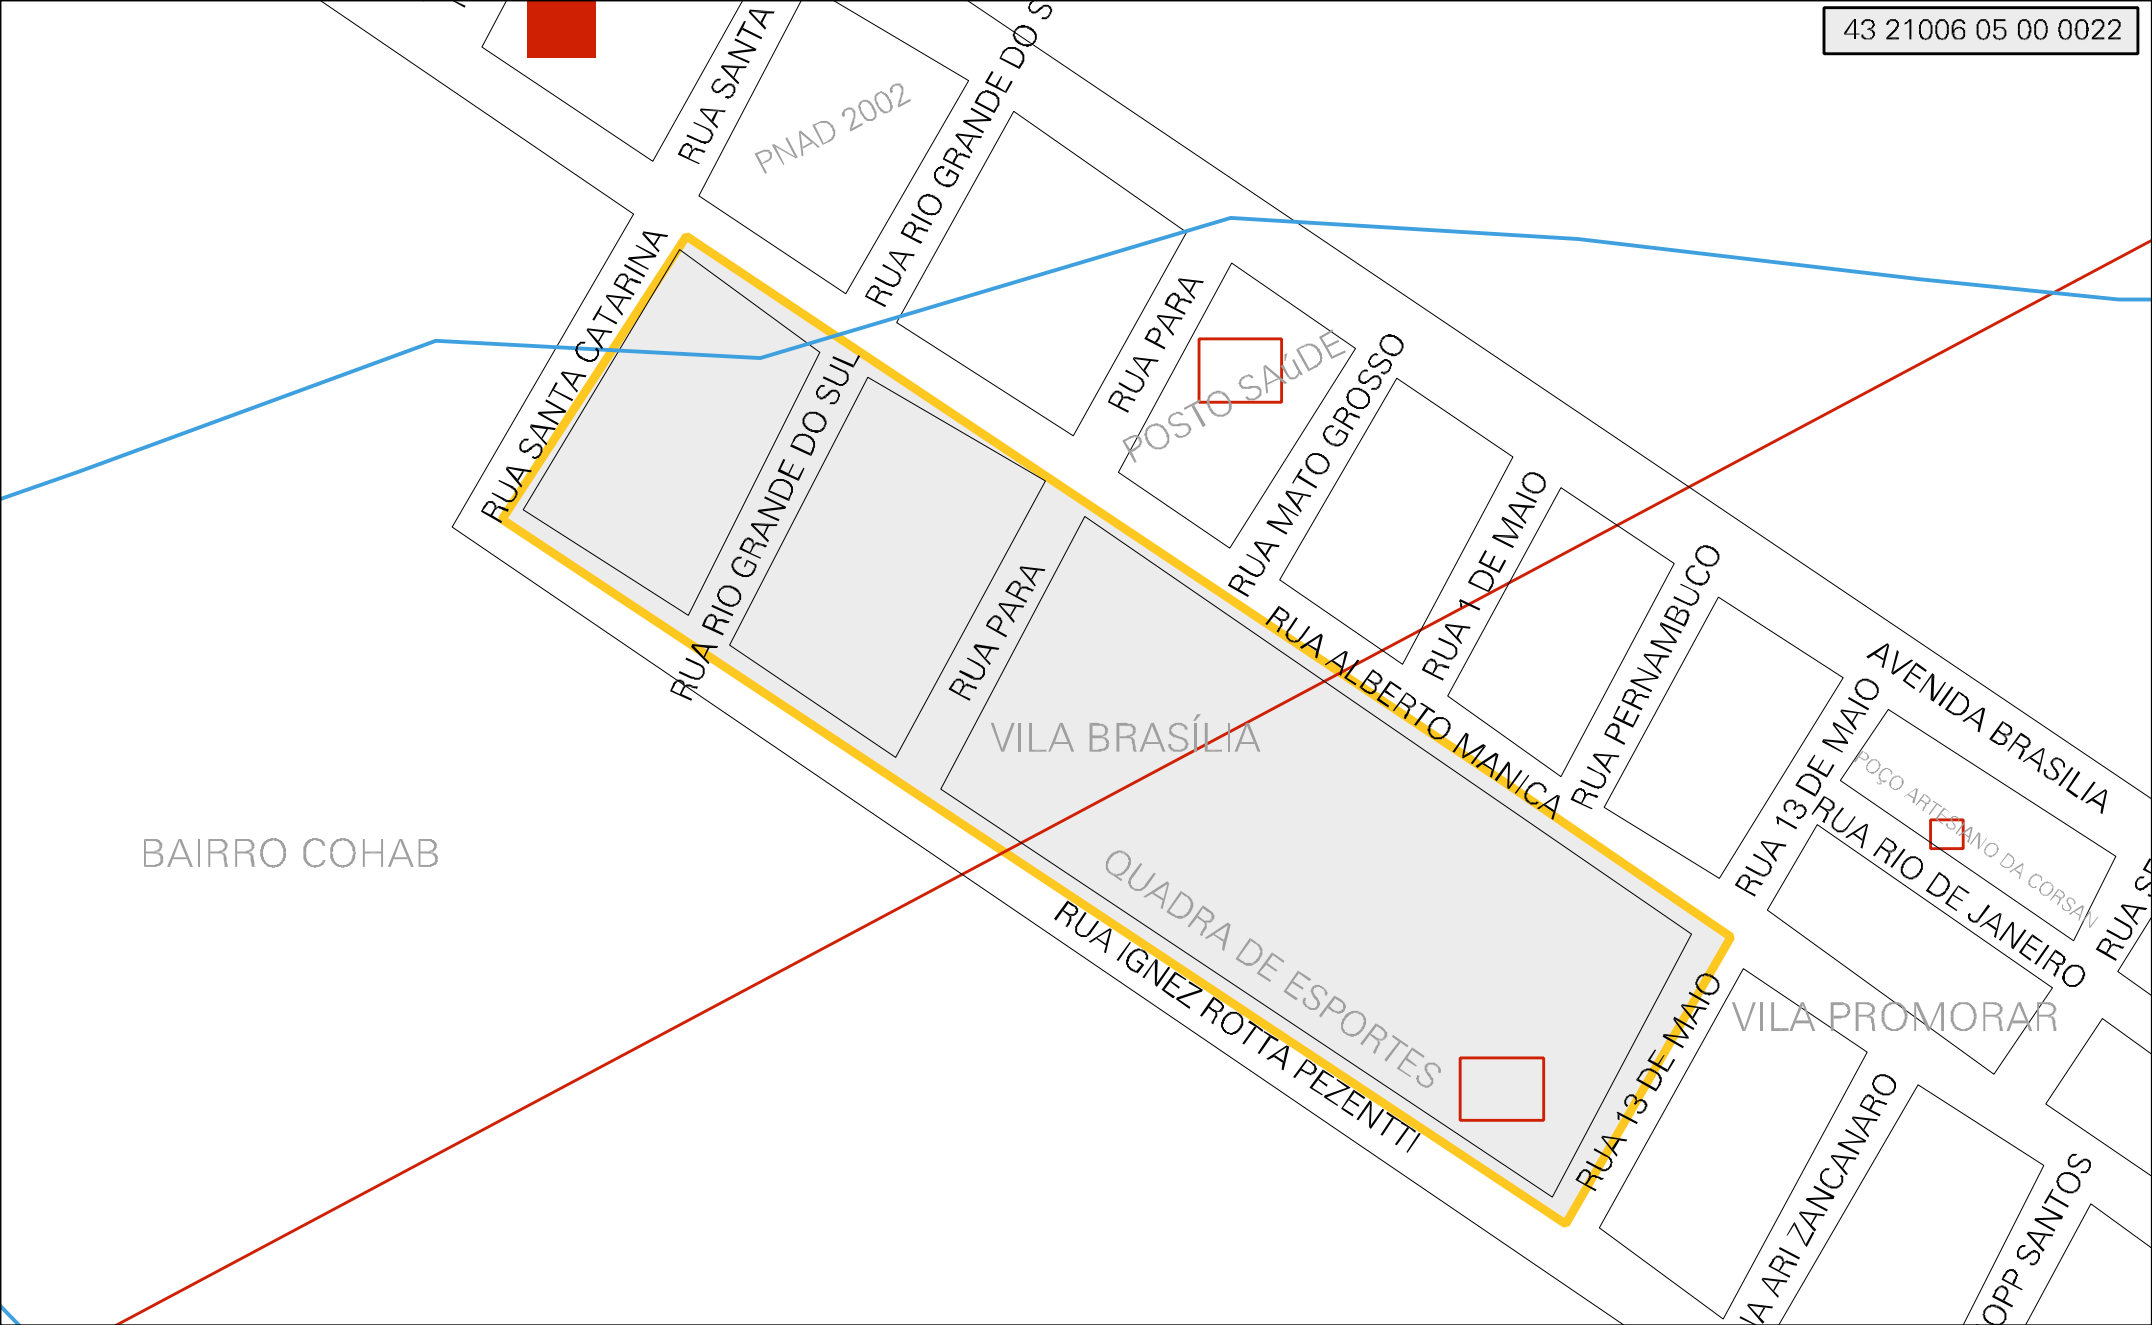 43 21006 05 00 0022
RUA SANTA
PNAD 2002
RUA RIO GRANDE DO S
RUA SANTA CATARINA
RUA PARA
POSTO SAúDE
RUA MATO GROSSO
RUA RIO GRANDE DO SUL
RUA 1 DE MAIO
RUA PARA
RUA PERNAMBUCO
RUA ALBERTO MANICA
AVENIDA BRASILIA
RUA 13 DE MAIO
VILA BRASÍLIA
POÇO ARTESIANO DA CORSAN
RUA RIO DE JANEIRO
BAIRRO COHAB
QUADRA DE ESPORTES
RUA IGNEZ ROTTA PEZENTTI
RUA 13 DE MAIO
VILA PROMORAR
RUA S
UA ARI ZANCANARO
OPP SANTOS